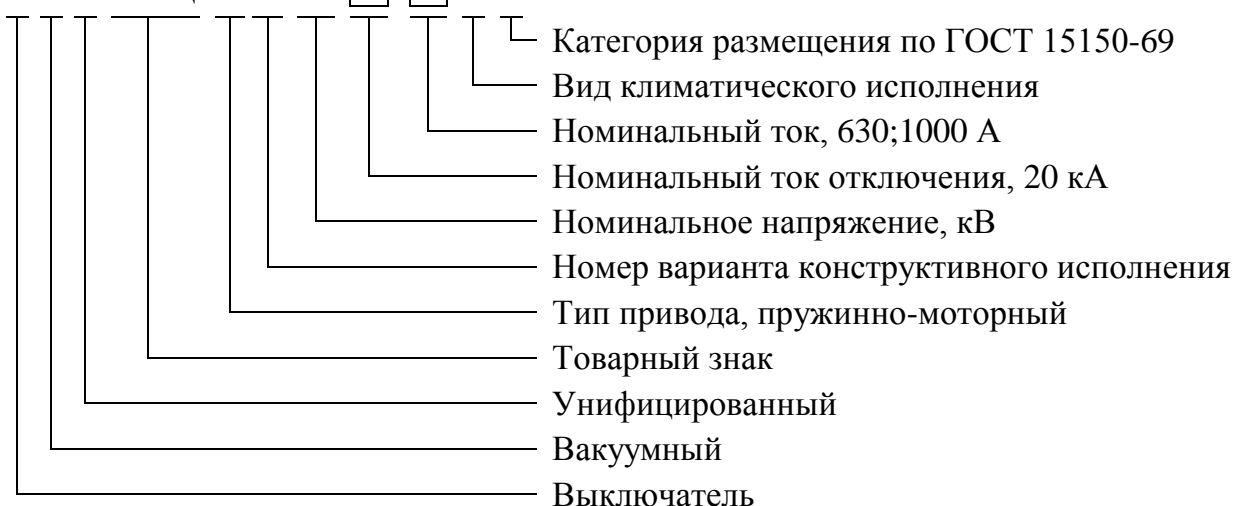 Категория размещения по ГОСТ 15150-69
Вид климатического исполнения
Номинальный ток, 630;1000 А
Номинальный ток отключения, 20 кА
Номинальное напряжение, кВ
Номер варианта конструктивного исполнения
Тип привода, пружинно-моторный
Товарный знак
Унифицированный
Вакуумный
Выключатель